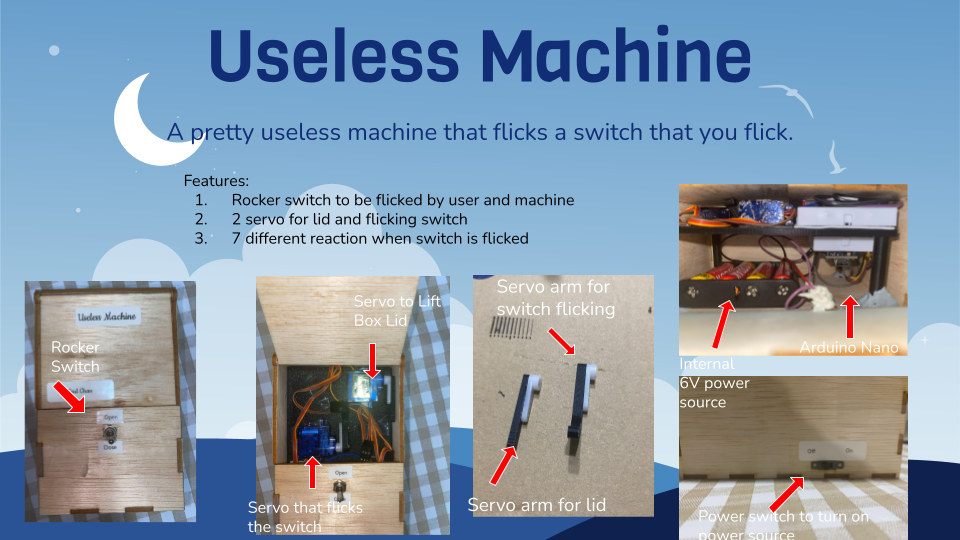 Useless Machine
A pretty useless machine that flicks a switch that you flick.
Features:
1. Rocker switch to be flicked by user and machine
2. 2 servo for lid and flicking switch
3. 7 different reaction when switch is flicked
Useless Machine
Rocker
Switch
Open
Close
Servo to Lift
Box Lid
Open
Servo that flicks
the switch
Servo arm for
switch flicking
Servo arm for lid
Arduino Nano
Internal
6V power
source
Off On
Power switch to turn on
power source